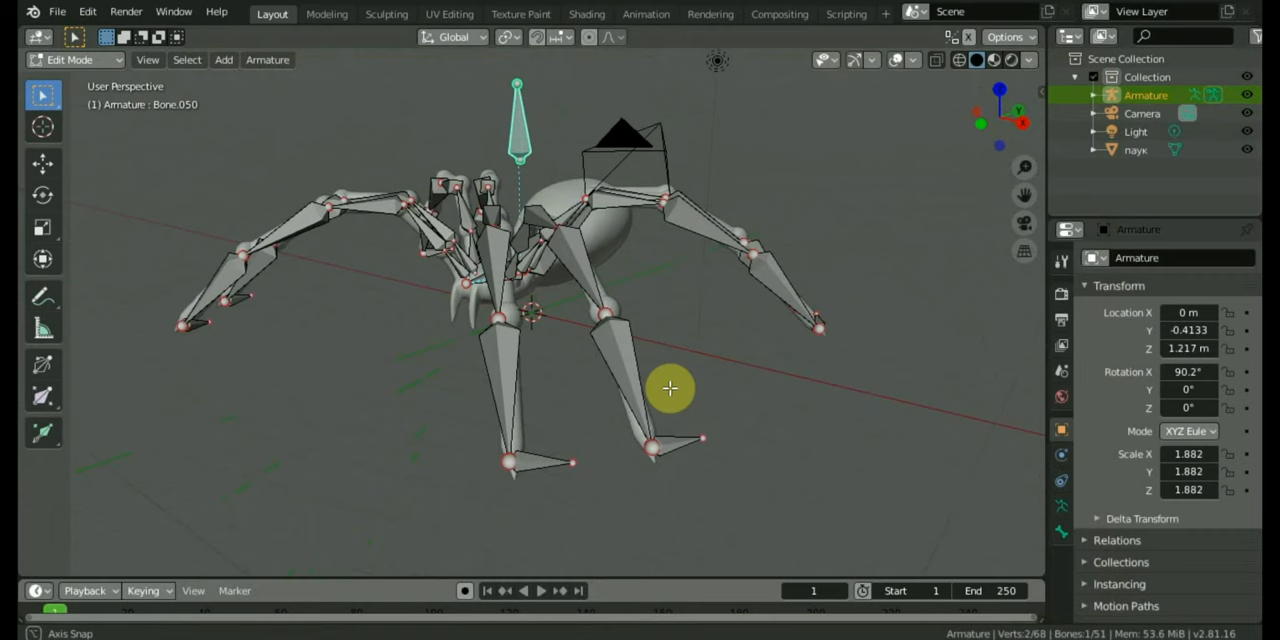 File Edit Render Window Help Layout Modeling Sculpting UV Editing Texture Paint Shading Animation Rendering Compositing Scripting + Scene View Layer
Global Options
Edit Mode View Select Add Armature
User Perspective
(1) Armature : Bone.050
Z
Y
X
Scene Collection
Collection
Armature
Camera
Light
паук
Armature
Armature
Transform
Location X 0 m
Y -0.4133
Z 1.217 m
Rotation X 90.2°
Y 0°
Z 0°
Mode XYZ Eule
Scale X 1.882
Y 1.882
Z 1.882
Delta Transform
Relations
Collections
Instancing
Motion Paths
Playback Keying View Marker 1 Start 1 End 250
1
Axis Snap
Armature | Verts:2/68 | Bones:1/51 | Mem: 53.6 MiB | v2.81.16